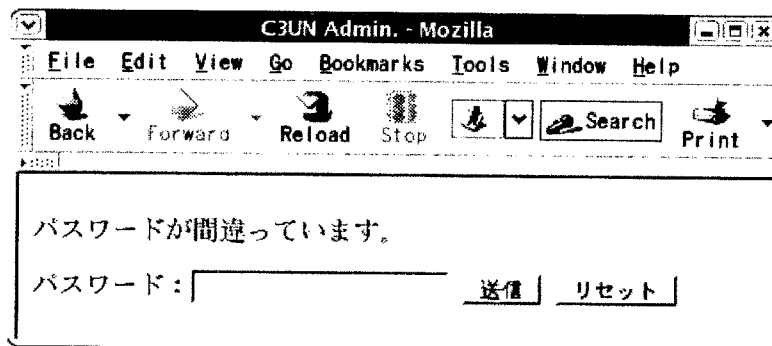 C3UN Admin. - Mozilla
File Edit View Go Bookmarks Tools Window Help
Back Forward Reload Stop Search Print
パスワードが間違っています。
パスワード： 送信 リセット